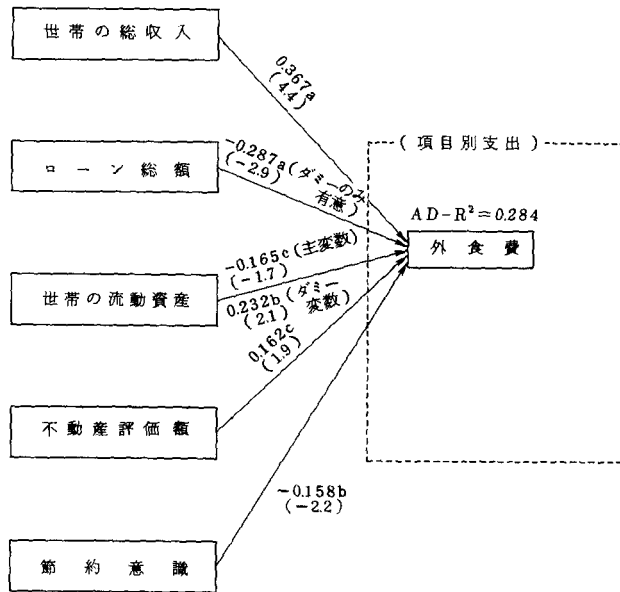 世帯の総収入
0.367a
(4.4)
(項目別支出)
ローン総額
-0.287a(ダミーのみ
(-2.9) 有意)
AD-R²=0.284
外食費
-0.165c(主変数)
(-1.7)
世帯の流動資産
0.232b(ダミー
(2.1) 変数)
0.162c
(1.9)
不動産評価額
-0.158b
(-2.2)
節約意識